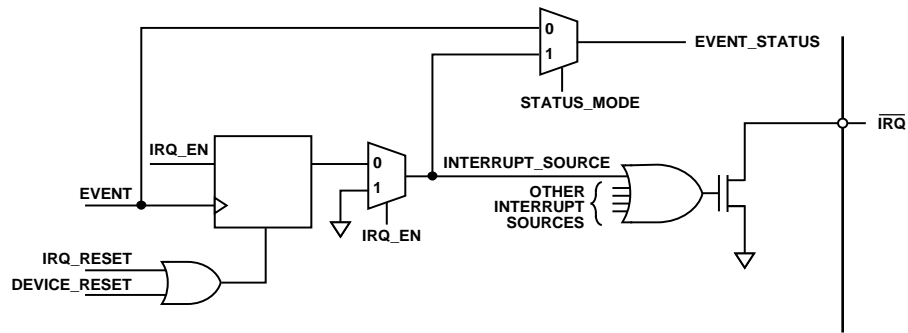 0
1
EVENT_STATUS
STATUS_MODE
IRQ
IRQ_EN
0
1
INTERRUPT_SOURCE
EVENT
OTHER
INTERRUPT
SOURCES
IRQ_EN
IRQ_RESET
DEVICE_RESET